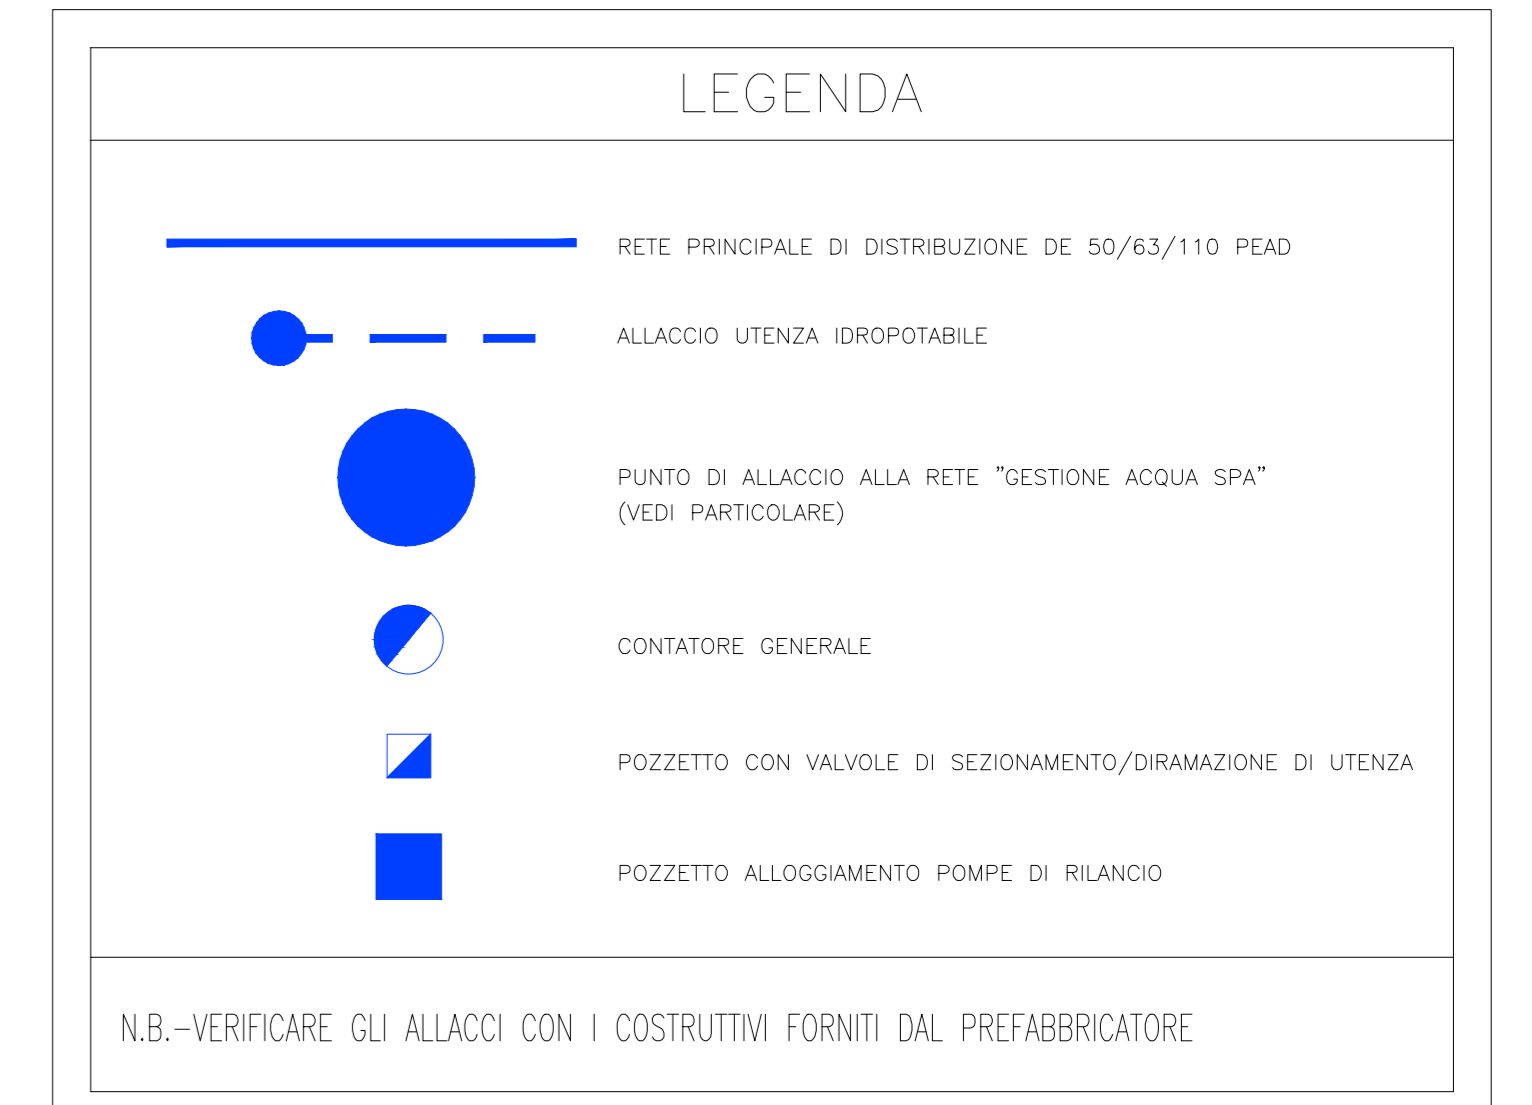 LEGENDA
RETE PRINCIPALE DI DISTRIBUZIONE DE 50/63/110 PEAD
ALLACCIO UTENZA IDROPOTABILE
PUNTO DI ALLACCIO ALLA RETE "GESTIONE ACQUA SPA"
(VEDI PARTICOLARE)
CONTATORE GENERALE
POZZETTO CON VALVOLE DI SEZIONAMENTO/DIRAMAZIONE DI UTENZA
POZZETTO ALLOGGIAMENTO POMPE DI RILANCIO
N.B.-VERIFICARE GLI ALLACCI CON I COSTRUTTIVI FORNITI DAL PREFABBRICATORE